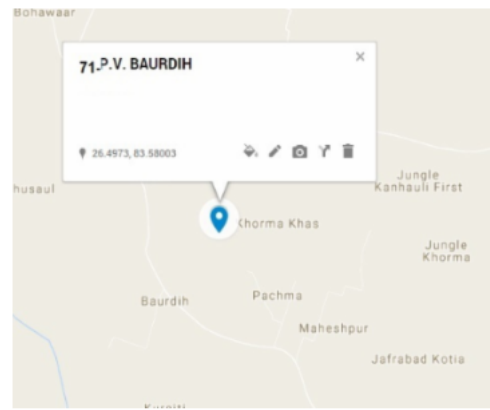 Bohawaar
71-P.V. BAURDIH
26.4973, 83.58003
husaul
Jungle
Kanhauli First
Khorma Khas
Jungle
Khorma
Baurdih
Pachma
Maheshpur
Jafrabad Kotia